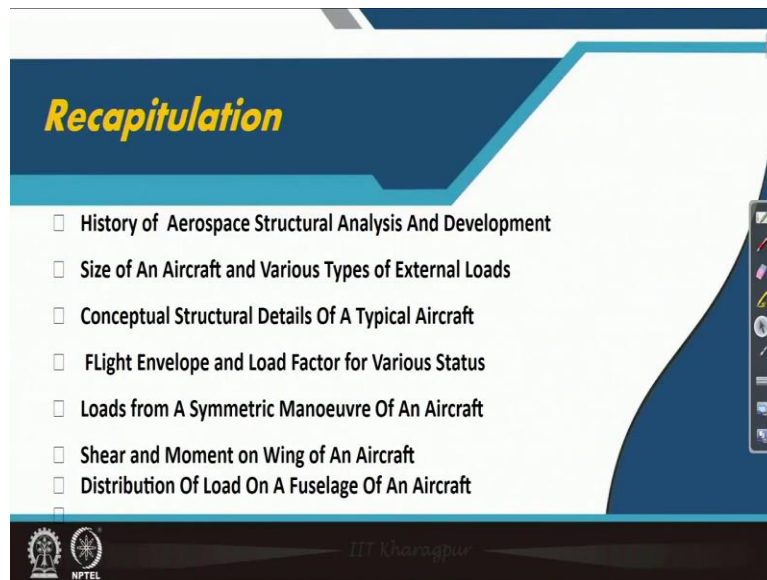 Recapitulation
History of Aerospace Structural Analysis And Development
Size of An Aircraft and Various Types of External Loads
Conceptual Structural Details Of A Typical Aircraft
FLight Envelope and Load Factor for Various Status
Loads from A Symmetric Manoeuvre Of An Aircraft
Shear and Moment on Wing of An Aircraft
Distribution Of Load On A Fuselage Of An Aircraft
IIT Kharagpur
NPTEL